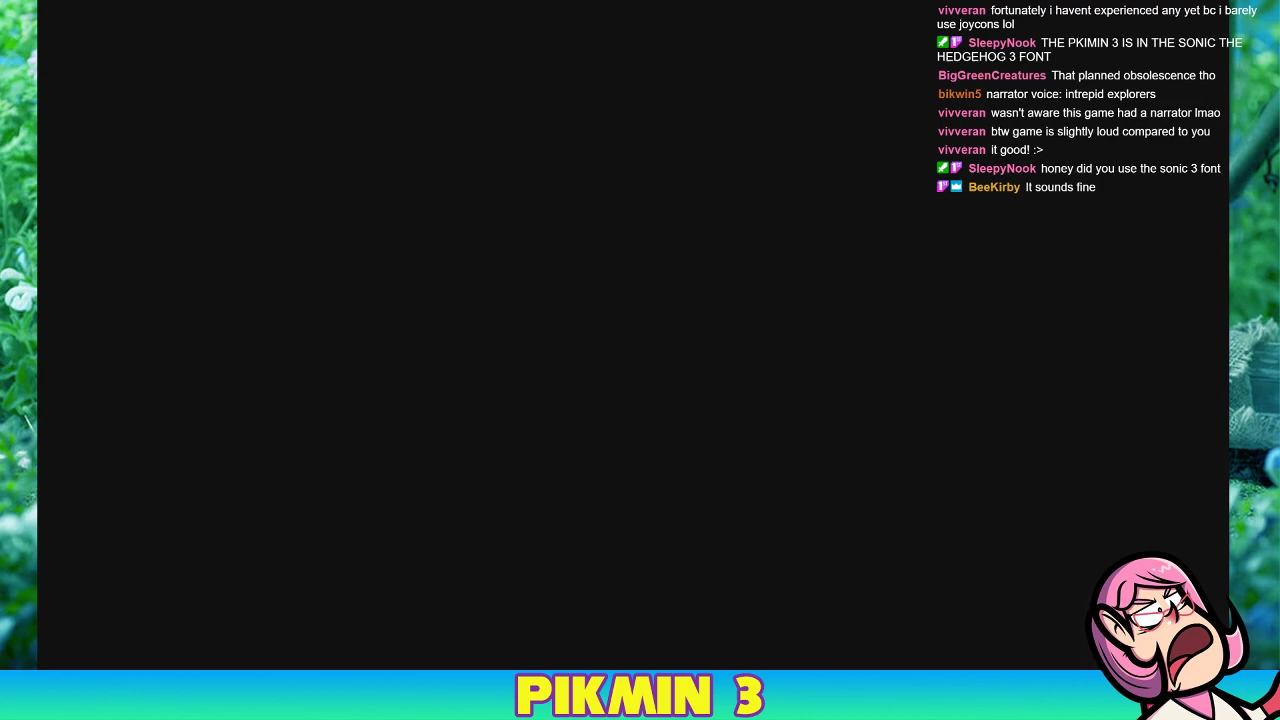 vivveran fortunately i havent experienced any yet bc i barely
use joycons lol
SleepyNook THE PKIMIN 3 IS IN THE SONIC THE
HEDGEHOG 3 FONT
BigGreenCreatures That planned obsolescence tho
bikwin5 narrator voice: intrepid explorers
vivveran wasn't aware this game had a narrator lmao
vivveran btw game is slightly loud compared to you
vivveran it good! :>
SleepyNook honey did you use the sonic 3 font
BeeKirby It sounds fine
PIKMIN 3